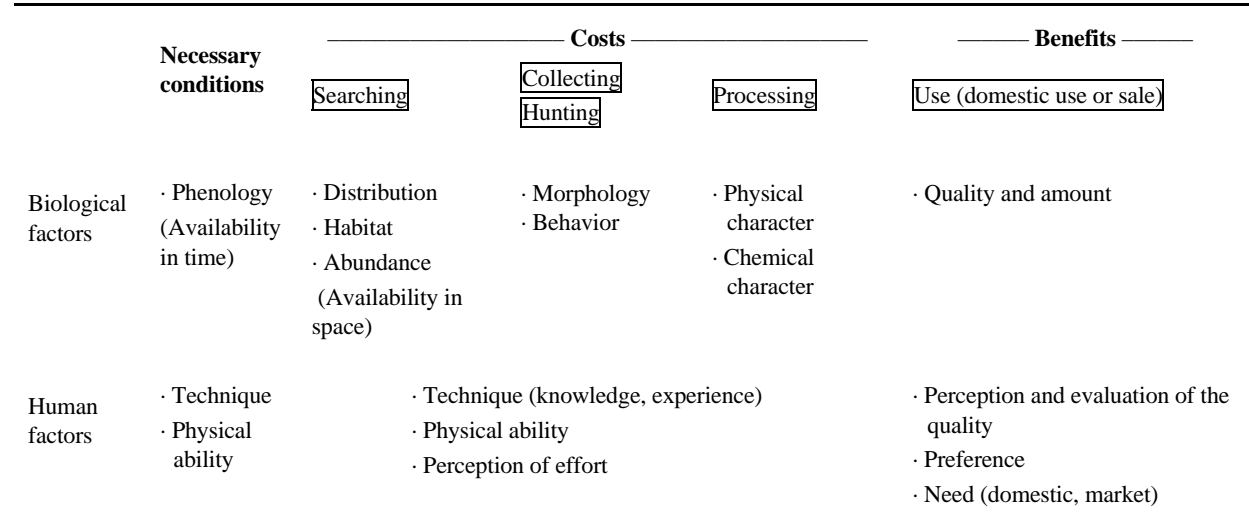 Necessary
conditions
Costs
Benefits
Searching
Collecting
Hunting
Processing
Use (domestic use or sale)
Biological
factors
· Phenology
(Availability
in time)
· Distribution
· Habitat
· Abundance
(Availability in
space)
· Morphology
· Behavior
· Physical
character
· Chemical
character
· Quality and amount
Human
factors
· Technique
· Physical
ability
· Technique (knowledge, experience)
· Physical ability
· Perception of effort
· Perception and evaluation of the
quality
· Preference
· Need (domestic, market)